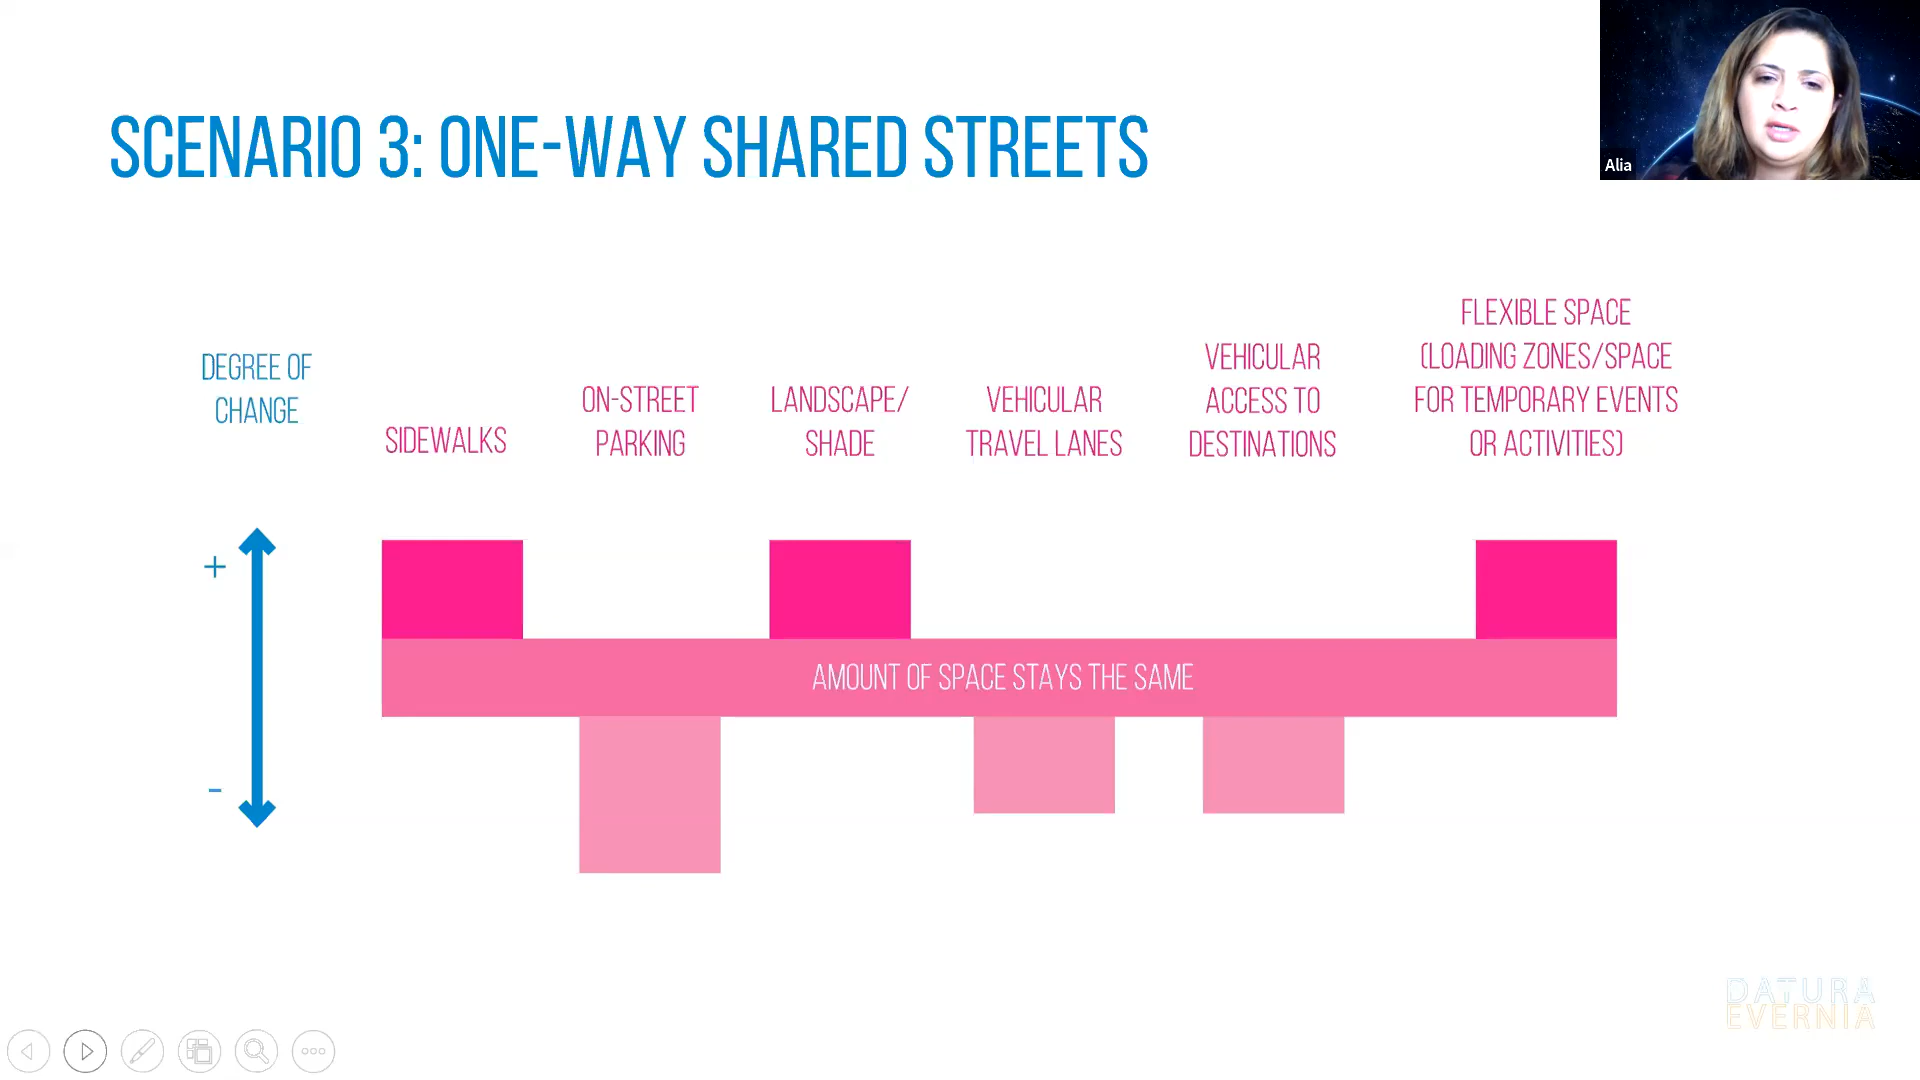 Alia
SCENARIO 3: ONE-WAY SHARED STREETS
DEGREE OF
CHANGE
SIDEWALKS
ON-STREET
PARKING
LANDSCAPE/
SHADE
VEHICULAR
TRAVEL LANES
VEHICULAR
ACCESS TO
DESTINATIONS
FLEXIBLE SPACE
(LOADING ZONES/SPACE
FOR TEMPORARY EVENTS
OR ACTIVITIES)
+
AMOUNT OF SPACE STAYS THE SAME
-
DATURA
EVERNIA